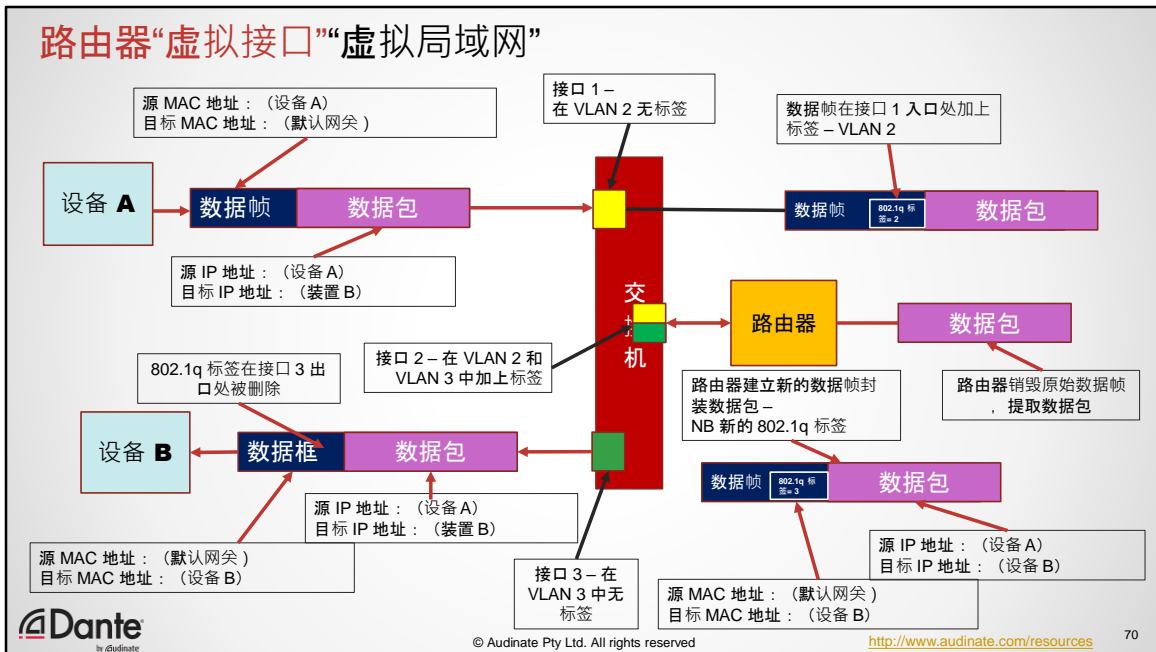 路由器“虚拟接口”“虚拟局域网”
源 MAC 地址：（设备 A）
目标 MAC 地址：（默认网关 ）
接口 1 –
在 VLAN 2 无标签
数据帧在接口 1 入口处加上
标签 – VLAN 2
设备 A
数据帧
数据包
数据帧
802.1q 标
签= 2
数据包
源 IP 地址：（设备 A）
目标 IP 地址：（装置 B）
交换机
路由器
数据包
接口 2 – 在 VLAN 2 和
VLAN 3 中加上标签
802.1q 标签在接口 3 出
口处被删除
路由器建立新的数据帧封
装数据包 –
NB 新的 802.1q 标签
路由器销毁原始数据帧
，提取数据包
设备 B
数据框
数据包
数据帧
802.1q 标
签= 3
数据包
源 IP 地址：（设备 A）
目标 IP 地址：（装置 B）
源 MAC 地址：（默认网关 ）
目标 MAC 地址：（设备 B）
接口 3 – 在
VLAN 3 中无
标签
源 IP 地址：（设备 A）
目标 IP 地址：（设备 B）
源 MAC 地址：（默认网关 ）
目标 MAC 地址：（设备 B）
Dante®
by Audinate
© Audinate Pty Ltd. All rights reserved
http://www.audinate.com/resources
70